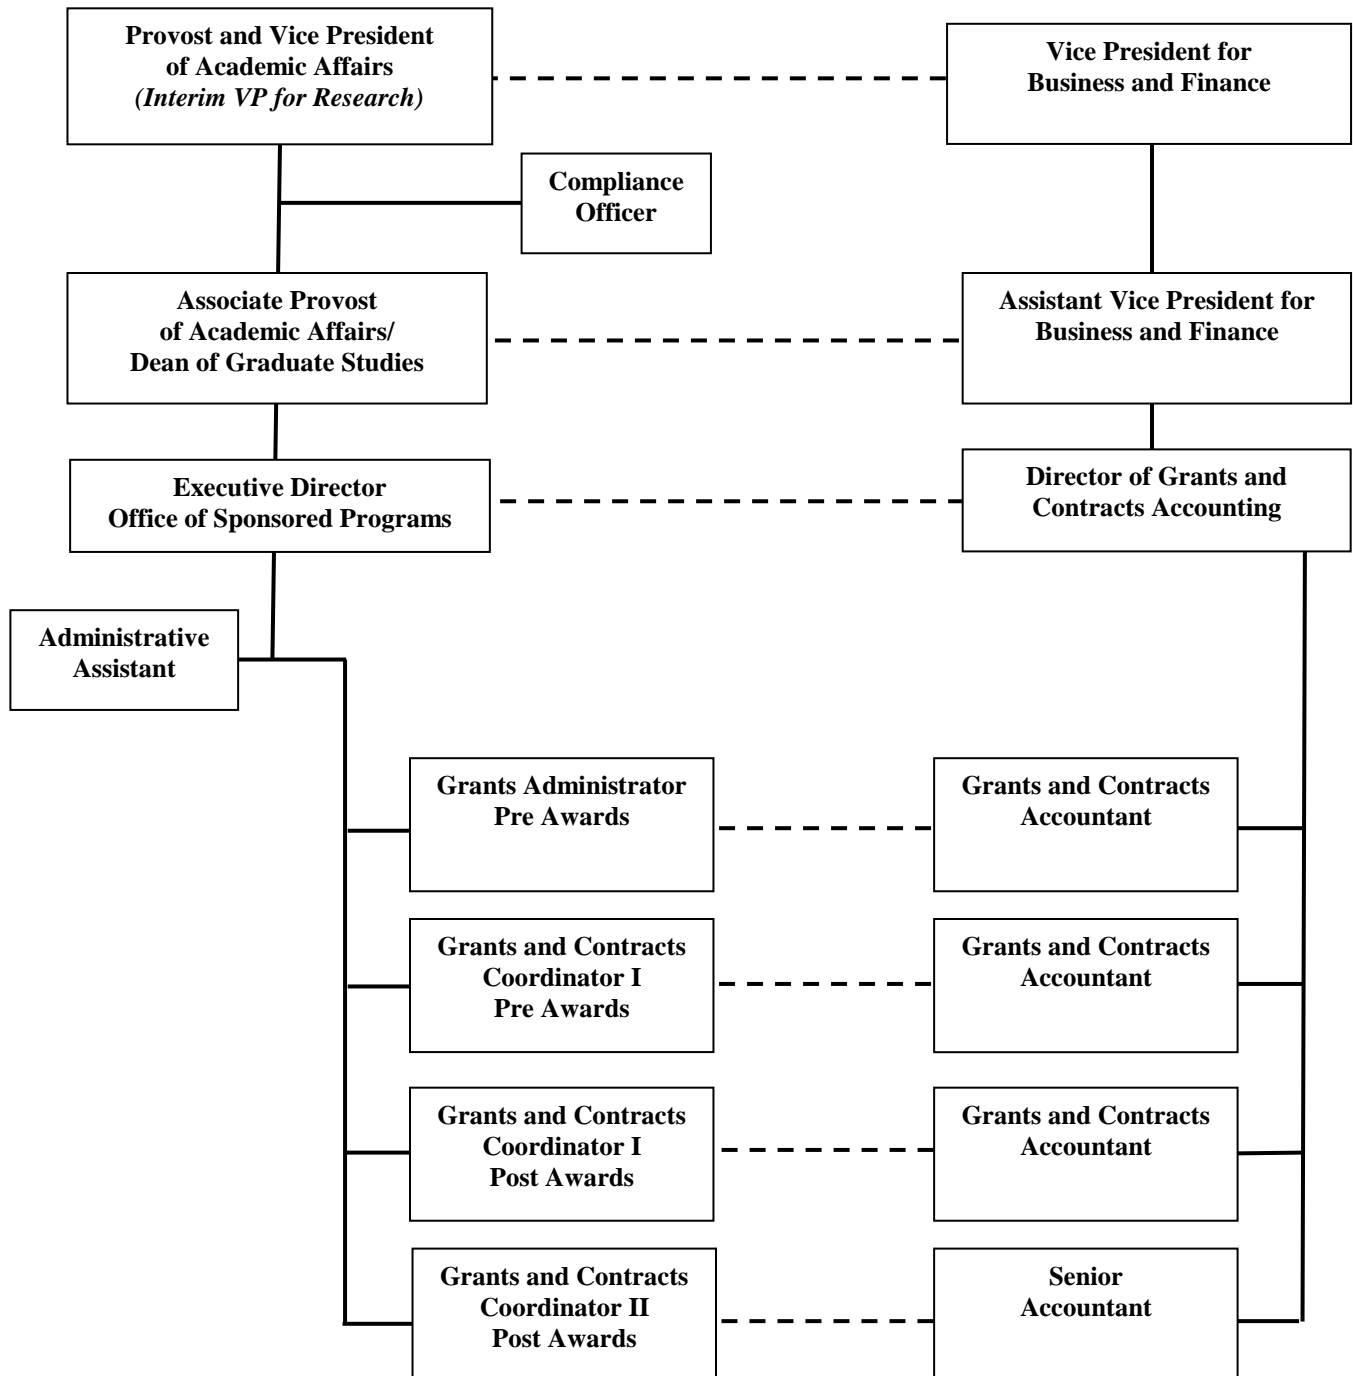 Provost and Vice President
of Academic Affairs
(Interim VP for Research)
Vice President for
Business and Finance
Compliance
Officer
Associate Provost
of Academic Affairs/
Dean of Graduate Studies
Assistant Vice President for
Business and Finance
Executive Director
Office of Sponsored Programs
Director of Grants and
Contracts Accounting
Administrative
Assistant
Grants Administrator
Pre Awards
Grants and Contracts
Accountant
Grants and Contracts
Coordinator I
Pre Awards
Grants and Contracts
Accountant
Grants and Contracts
Coordinator I
Post Awards
Grants and Contracts
Accountant
Grants and Contracts
Coordinator II
Post Awards
Senior
Accountant